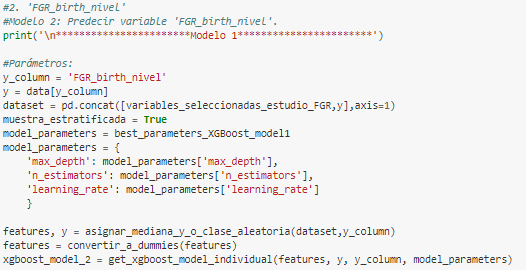 #2. 'FGR_birth_nivel'
#Modelo 2: Predecir variable 'FGR_birth_nivel'.
print('\n***********************Modelo 1***********************')
#Parámetros:
y_column = 'FGR_birth_nivel'
y = data[y_column]
dataset = pd.concat([variables_seleccionadas_estudio_FGR,y],axis=1)
muestra_estratificada = True
model_parameters = best_parameters_XGBoost_model1
model_parameters = {
    'max_depth': model_parameters['max_depth'],
    'n_estimators': model_parameters['n_estimators'],
    'learning_rate': model_parameters['learning_rate']
    }
features, y = asignar_mediana_y_o_clase_aleatoria(dataset,y_column)
features = convertir_a_dummies(features)
xgboost_model_2 = get_xgboost_model_individual(features, y, y_column, model_parameters)